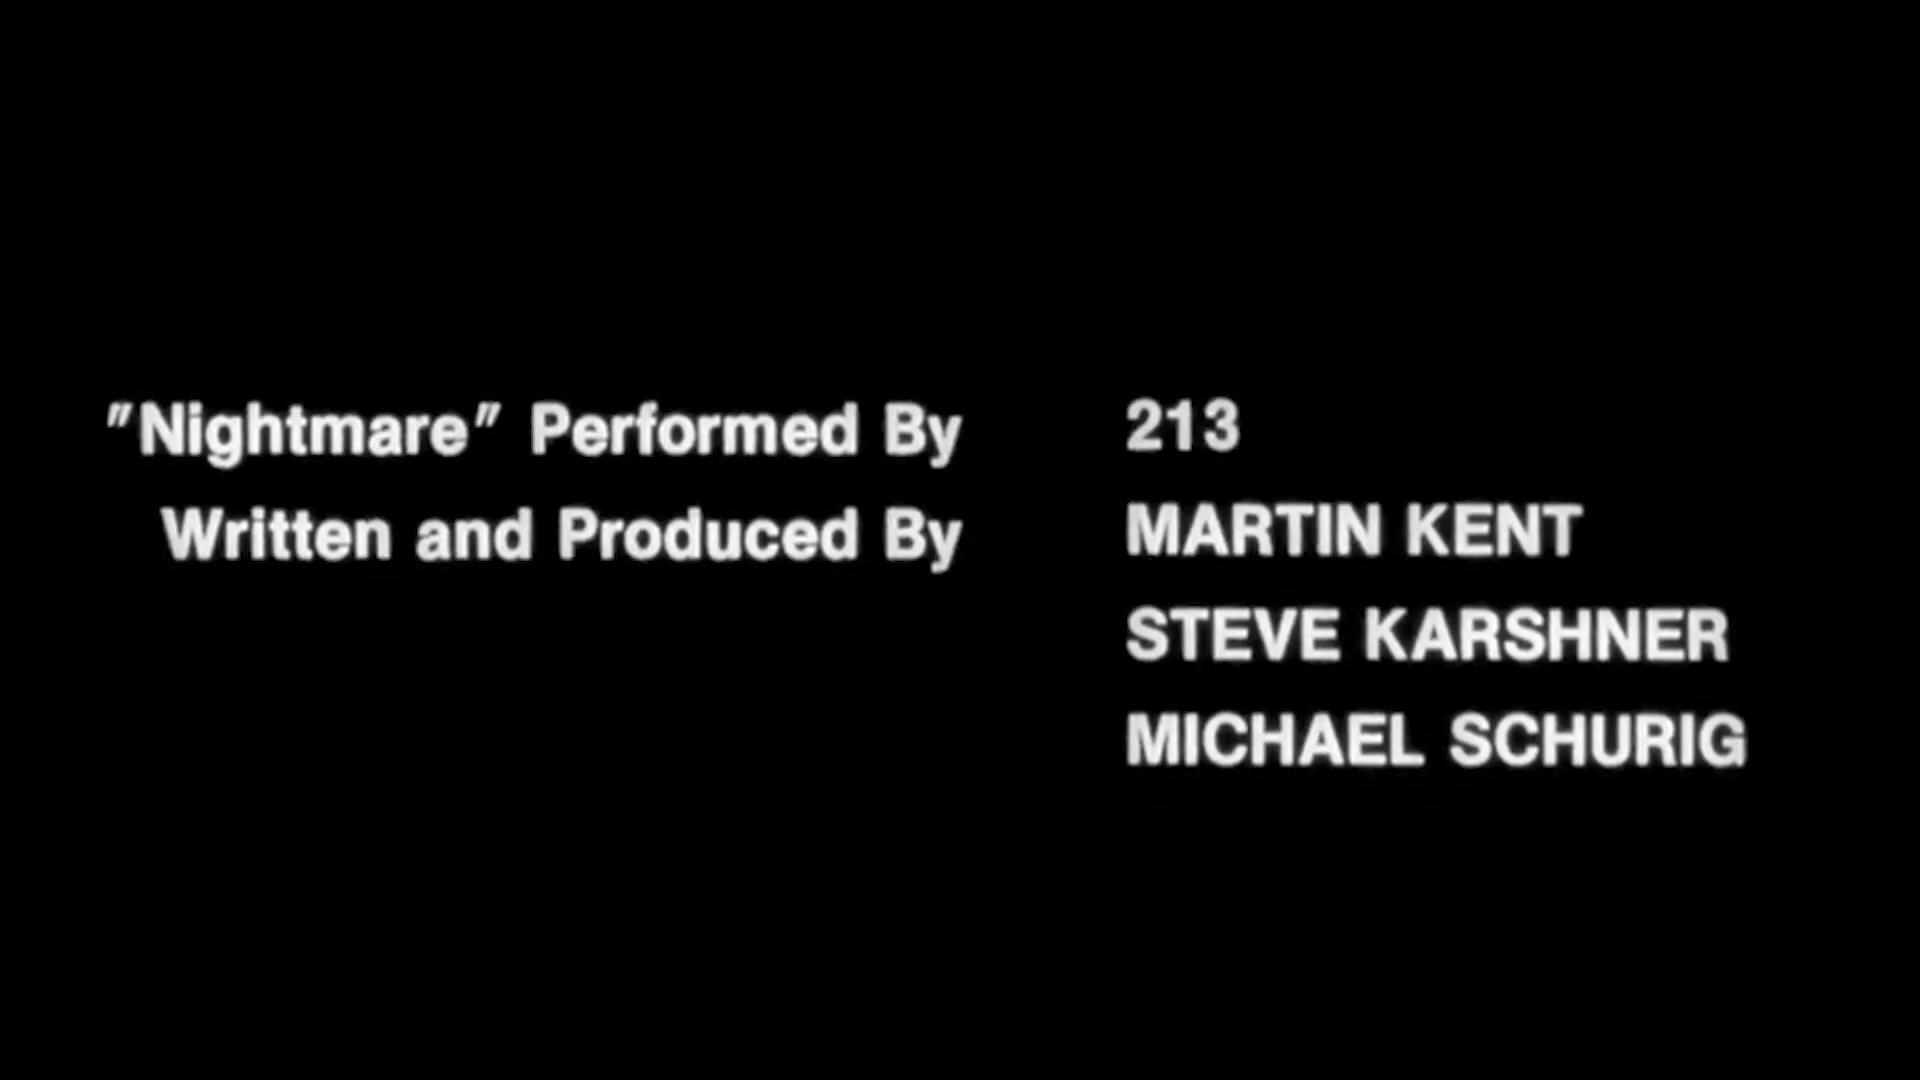 "Nightmare" Performed By 213
Written and Produced By MARTIN KENT
STEVE KARSHNER
MICHAEL SCHURIG